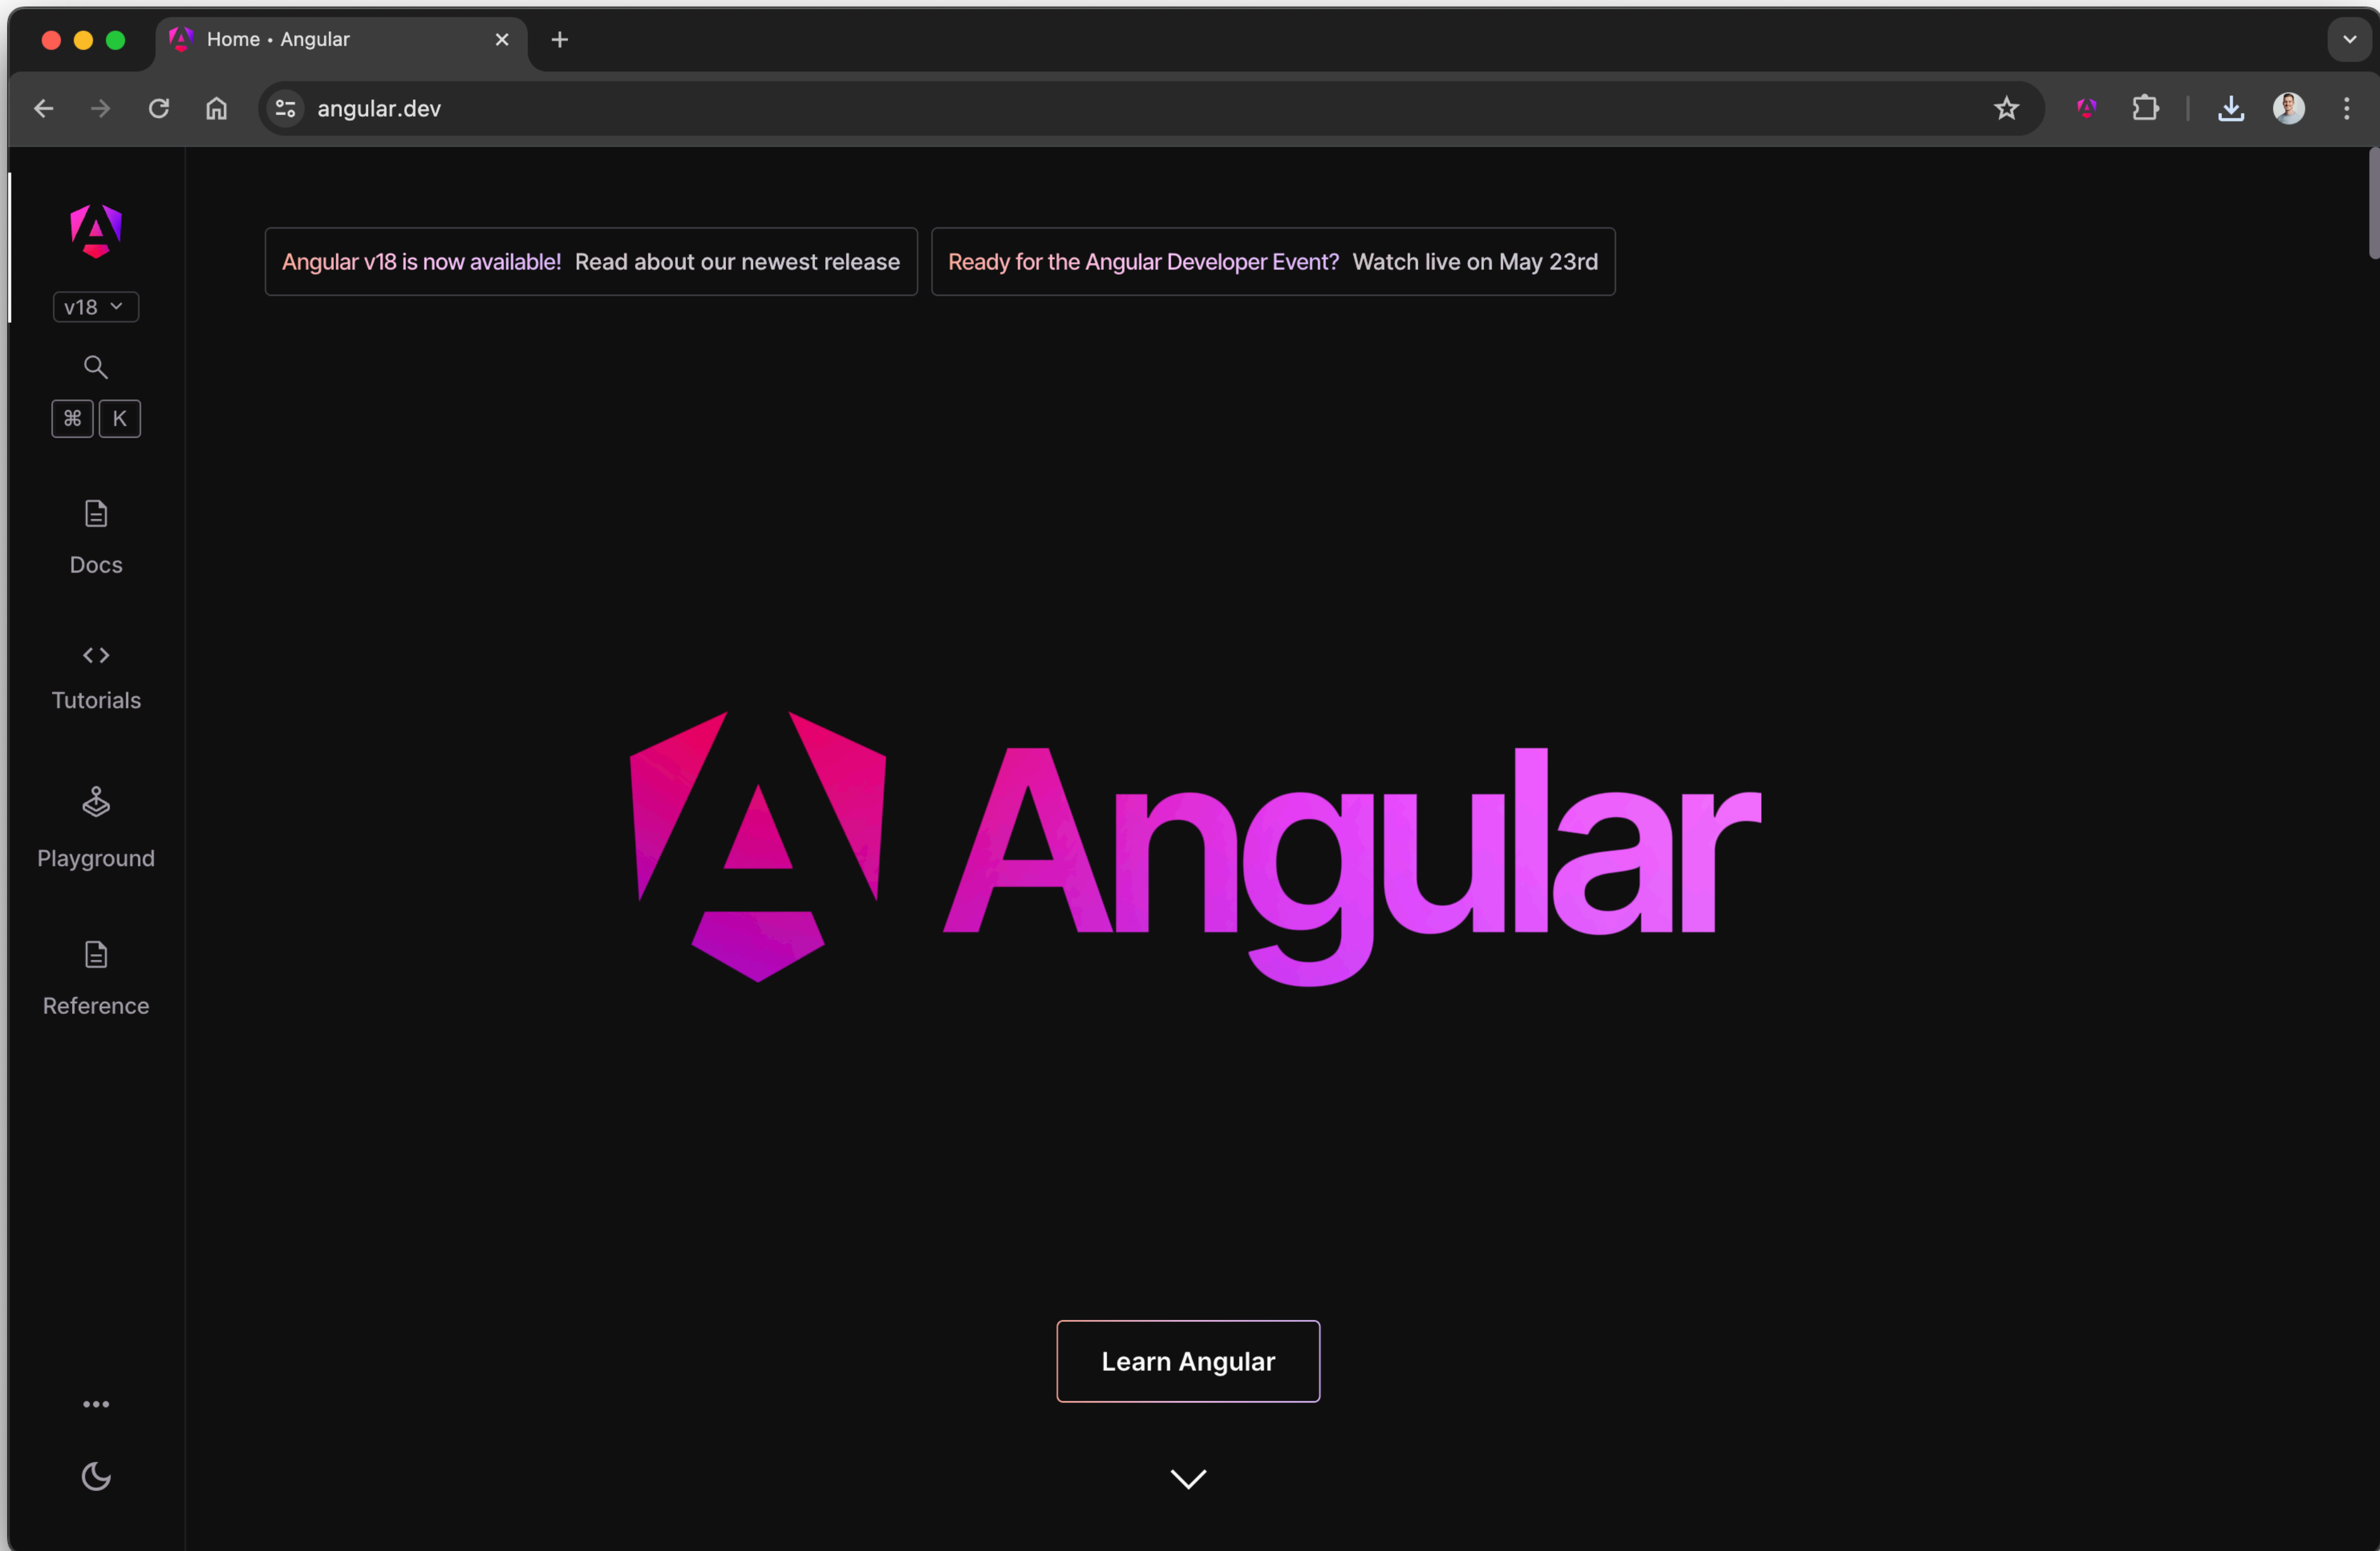 Home • Angular
angular.dev
Angular v18 is now available! Read about our newest release
Ready for the Angular Developer Event? Watch live on May 23rd
v18
⌘ K
Docs
Tutorials
Playground
Reference
Angular
Learn Angular